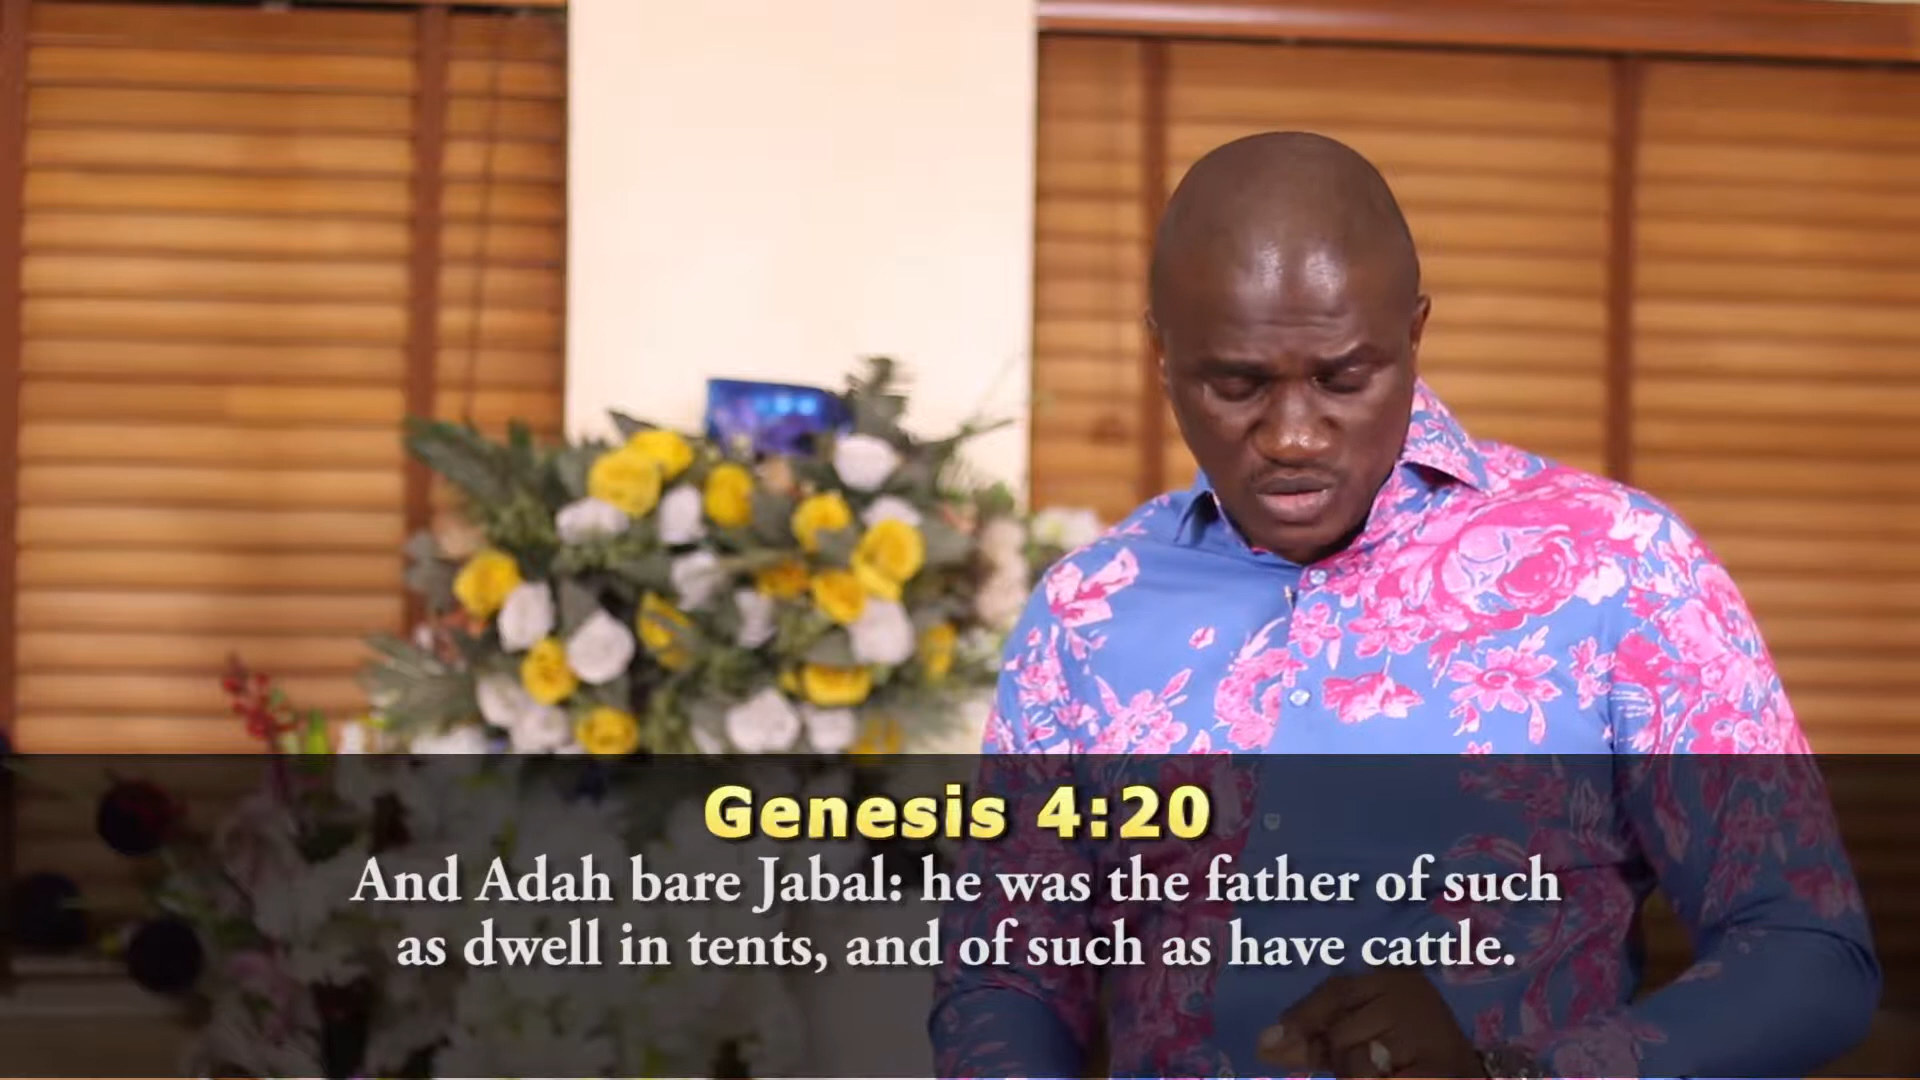 Genesis 4:20
And Adah bare Jabal: he was the father of such
as dwell in tents, and of such as have cattle.